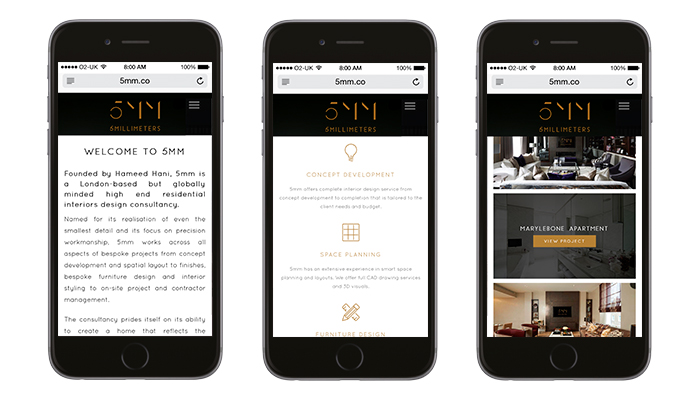 ●●●●● O2-UK 8:00 AM 100%
5mm.co
5MM
5MILLIMETERS
WELCOME TO 5MM
Founded by Hameed Hani, 5mm is
a London-based but globally
minded high end residential
interiors design consultancy.
Named for its realisation of even the
smallest detail and its focus on precision
workmanship, 5mm works across all
aspects of bespoke projects from concept
development and spatial layout to finishes,
bespoke furniture design and interior
styling to on-site project and contractor
management.
The consultancy prides itself on its ability
to create a home that reflects the
●●●●● O2-UK 8:00 AM 100%
5mm.co
5MM
5MILLIMETERS
CONCEPT DEVELOPMENT
5mm offers complete interior design service from
concept development to completion that is tailored to the
client needs and budget.
SPACE PLANNING
5mm has an extensive experience in smart space
planning and layouts. We offer full CAD drawing services
and 3D visuals.
FURNITURE DESIGN
●●●●● O2-UK 8:00 AM 100%
5mm.co
5MM
5MILLIMETERS
MARYLEBONE APARTMENT
VIEW PROJECT